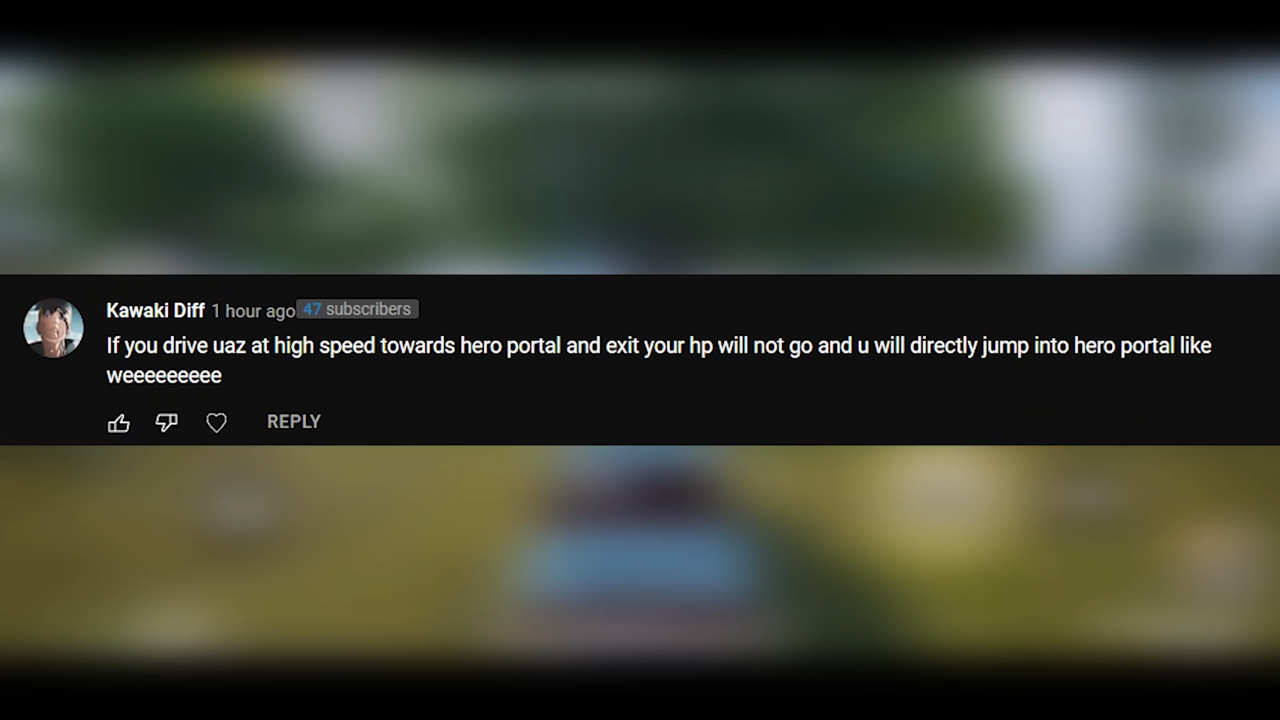 Kawaki Diff 1 hour ago 47 subscribers
If you drive uaz at high speed towards hero portal and exit your hp will not go and u will directly jump into hero portal like
weeeeeeeee
REPLY